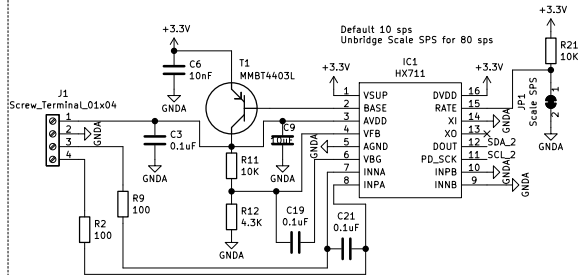 +3.3V
Default 10 sps
Unbridge Scale SPS for 80 sps
+3.3V
R21
10K
C6
10nF
T1
MMBT4403L
+3.3V
IC1
HX711
+3.3V
JP1
Scale SPS
1
2
GNDA
J1
Screw_Terminal_01x04
1
2
3
4
GNDA
GNDA
C3
0.1uF
GNDA
C9
10uF
GNDA
1 VSUP DVDD 16
2 BASE RATE 15
3 AVDD XI 14
4 VFB XO 13
5 AGND DOUT 12
6 VBG PD_SCK 11
7 INNA INPB 10
8 INPA INNB 9
GNDA
GNDA
SDA_2
SCL_2
GNDA
GNDA
R11
10K
R12
4.3K
GNDA
C19
0.1uF
C21
0.1uF
R9
100
R2
100